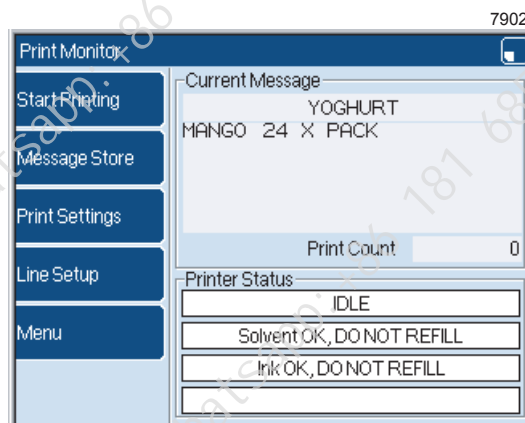 7902
Print Monitor
Start Printing
Message Store
Print Settings
Line Setup
Menu
Current Message
YOGHURT
MANGO 24 X PACK
Print Count 0
Printer Status
IDLE
Solvent OK, DO NOT REFILL
Ink OK, DO NOT REFILL